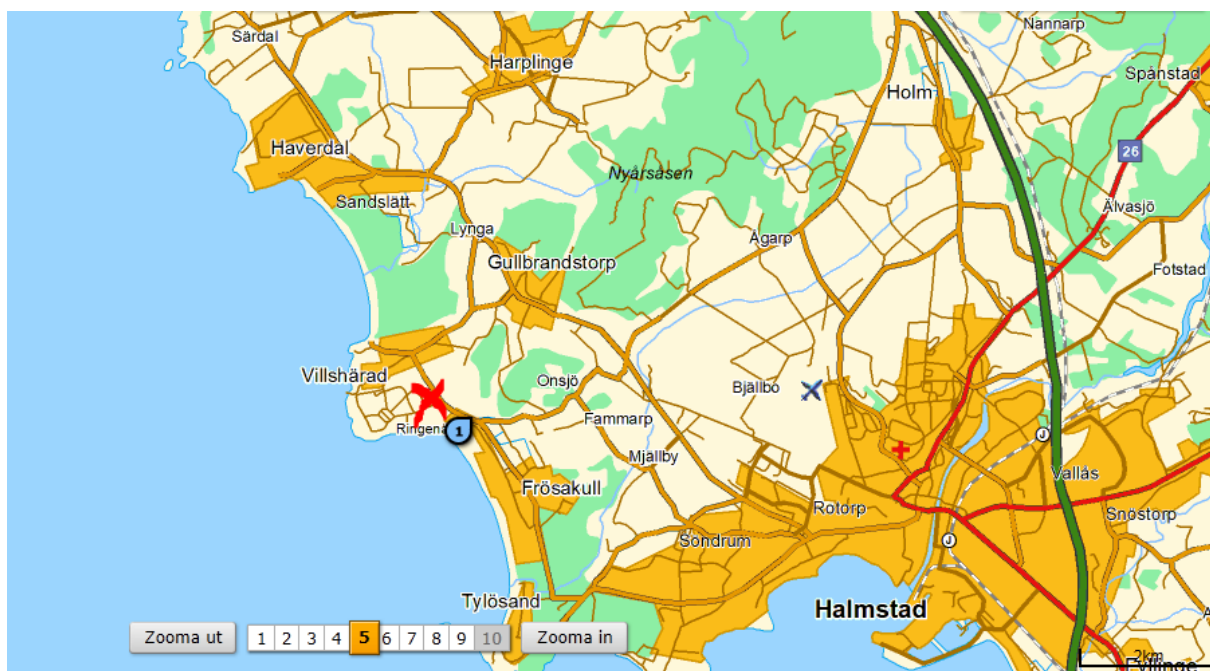 Särdal
Nannarp
Harplinge
Spånstad
Holm
26
Haverdal
Nyårsåsen
Sandslätt
Älvasjö
Lynga
Ågarp
Gullbrandstorp
Fotstad
Villshärad
Onsjö
Bjällbo
Fammarp
1
J
Mjällby
Vallås
Frösakull
Rotorp
Snöstorp
Söndrum
J
Tylösand
Halmstad
Zooma ut 1 2 3 4 5 6 7 8 9 10 Zooma in
2km